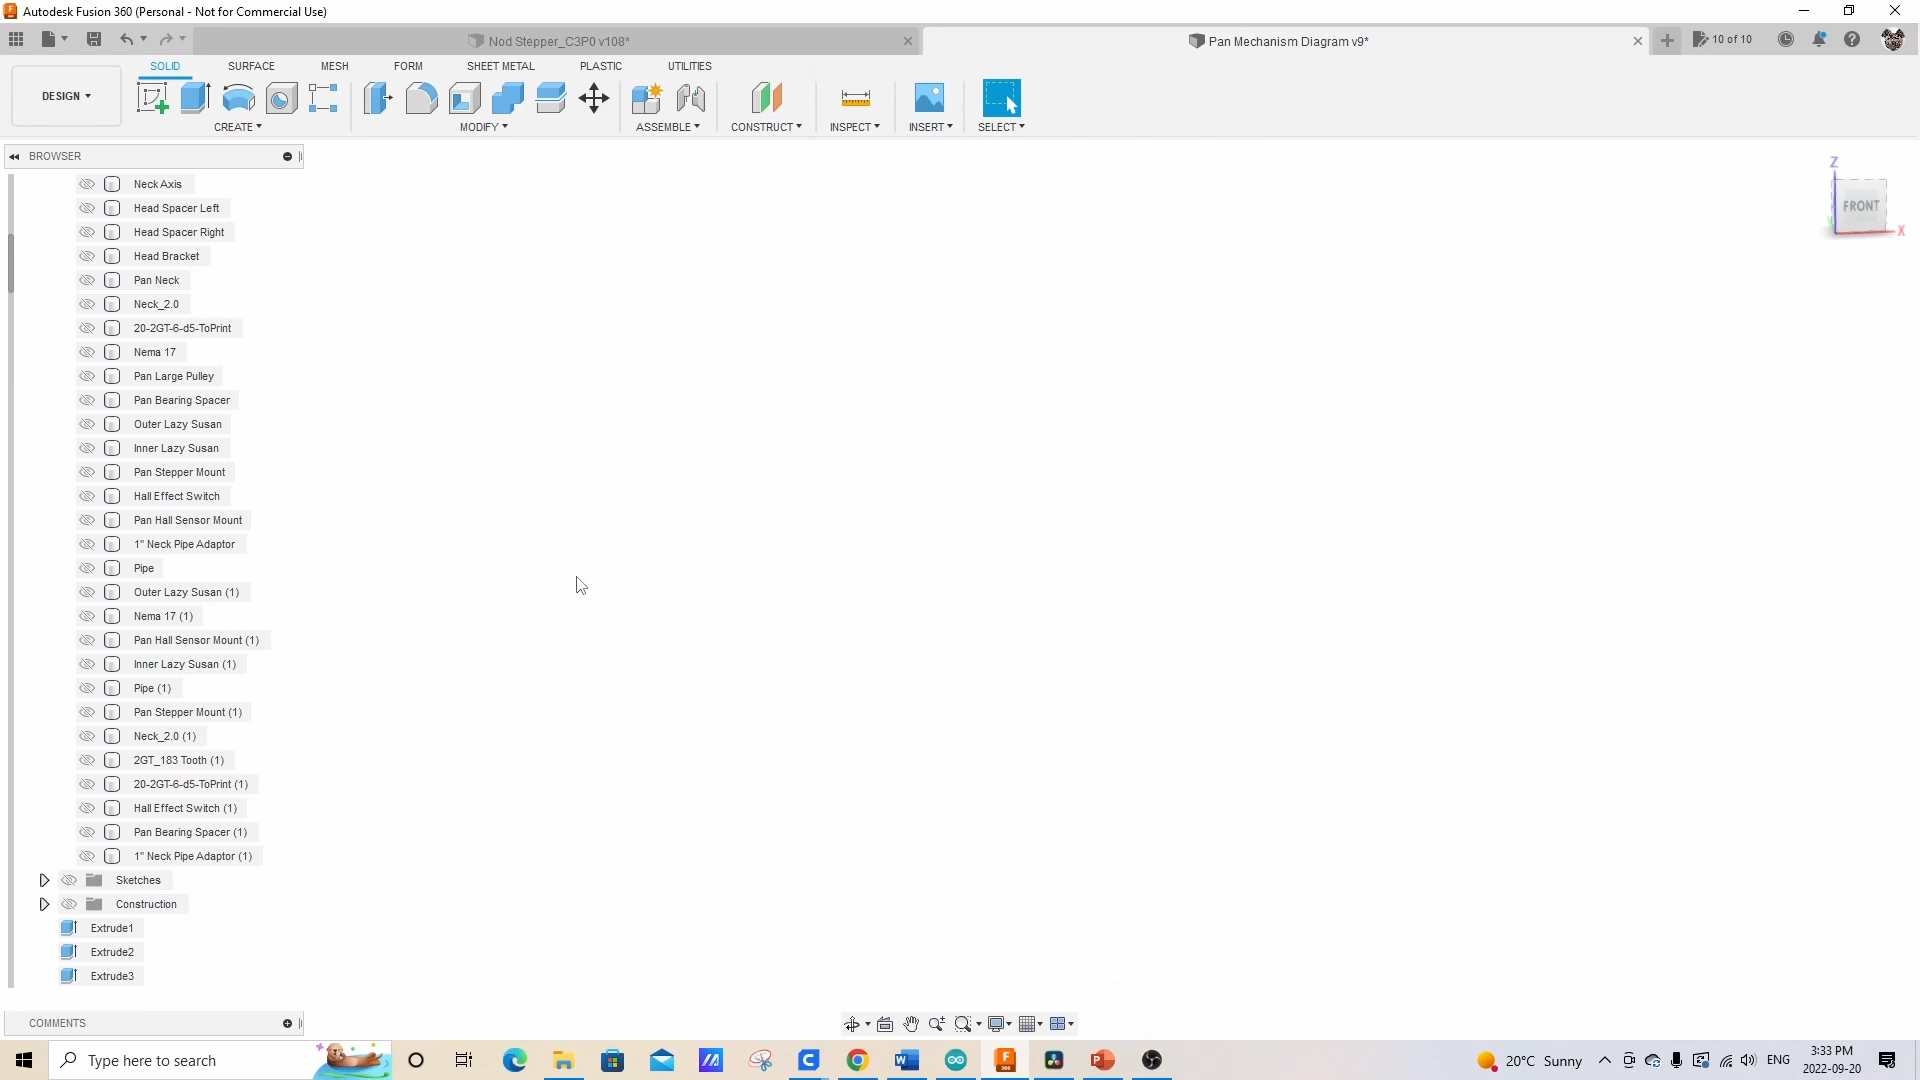 Autodesk Fusion 360 (Personal - Not for Commercial Use)
Nod Stepper_C3P0 v108*
Pan Mechanism Diagram v9*
10 of 10
SOLID SURFACE MESH FORM SHEET METAL PLASTIC UTILITIES
DESIGN
CREATE MODIFY ASSEMBLE CONSTRUCT INSPECT INSERT SELECT
BROWSER
Z
FRONT
X
Neck Axis
Head Spacer Left
Head Spacer Right
Head Bracket
Pan Neck
Neck_2.0
20-2GT-6-d5-ToPrint
Nema 17
Pan Large Pulley
Pan Bearing Spacer
Outer Lazy Susan
Inner Lazy Susan
Pan Stepper Mount
Hall Effect Switch
Pan Hall Sensor Mount
1" Neck Pipe Adaptor
Pipe
Outer Lazy Susan (1)
Nema 17 (1)
Pan Hall Sensor Mount (1)
Inner Lazy Susan (1)
Pipe (1)
Pan Stepper Mount (1)
Neck_2.0 (1)
2GT_183 Tooth (1)
20-2GT-6-d5-ToPrint (1)
Hall Effect Switch (1)
Pan Bearing Spacer (1)
1" Neck Pipe Adaptor (1)
Sketches
Construction
Extrude1
Extrude2
Extrude3
COMMENTS
Type here to search
20°C Sunny
ENG
3:33 PM
2022-09-20